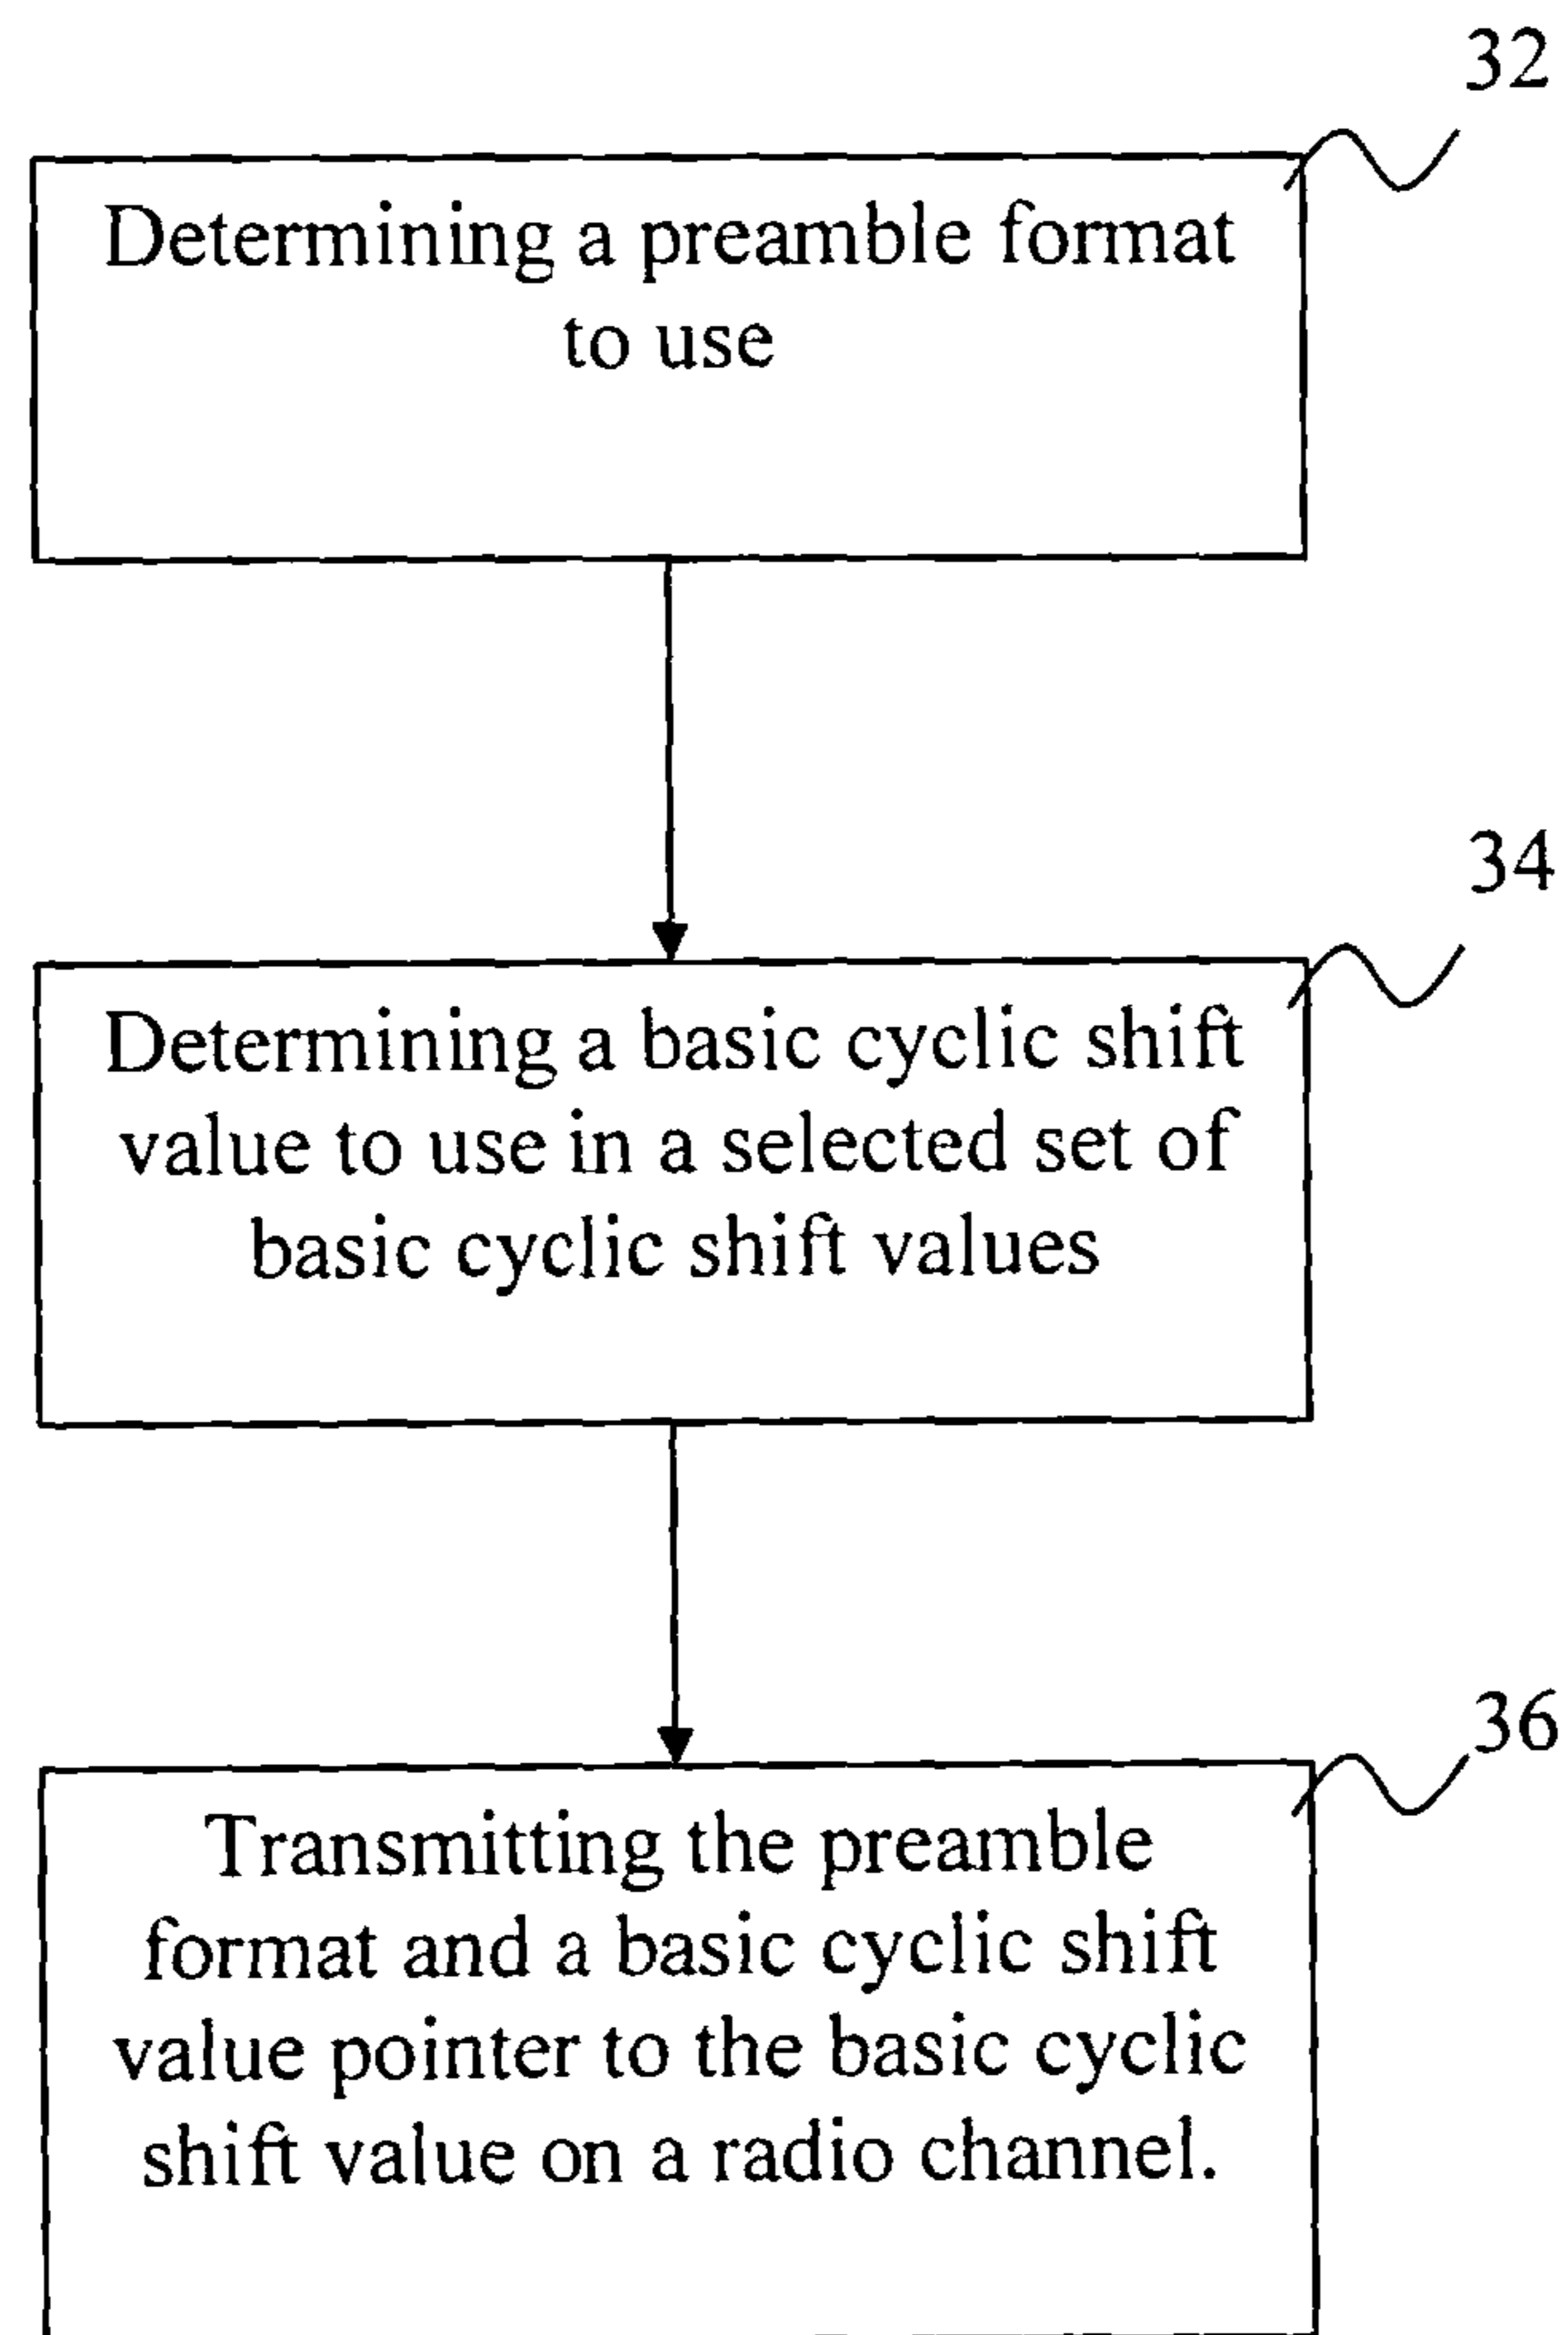 32
Determining a preamble format
to use
34
Determining a basic cyclic shift
value to use in a selected set of
basic cyclic shift values
36
Transmitting the preamble
format and a basic cyclic shift
value pointer to the basic cyclic
shift value on a radio channel.